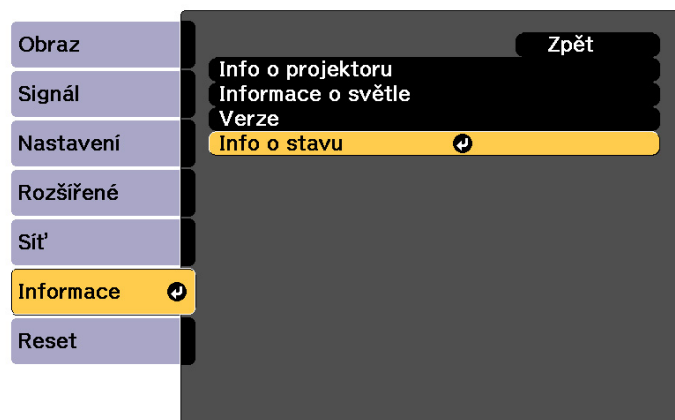 Obraz
Signál
Nastavení
Rozšířené
Síť
Informace
Reset
Zpět
Info o projektoru
Informace o světle
Verze
Info o stavu